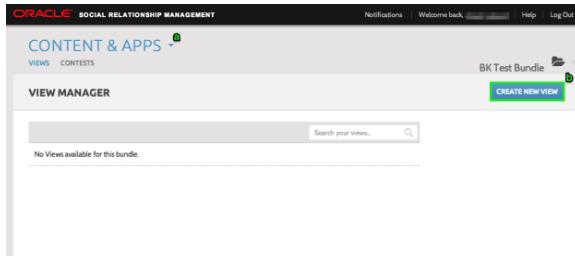 ORACLE SOCIAL RELATIONSHIP MANAGEMENT Notifications Welcome back, Help Log Out
CONTENT & APPS a
VIEWS CONTESTS
BK Test Bundle
b
VIEW MANAGER CREATE NEW VIEW
Search your views..
No Views available for this bundle.